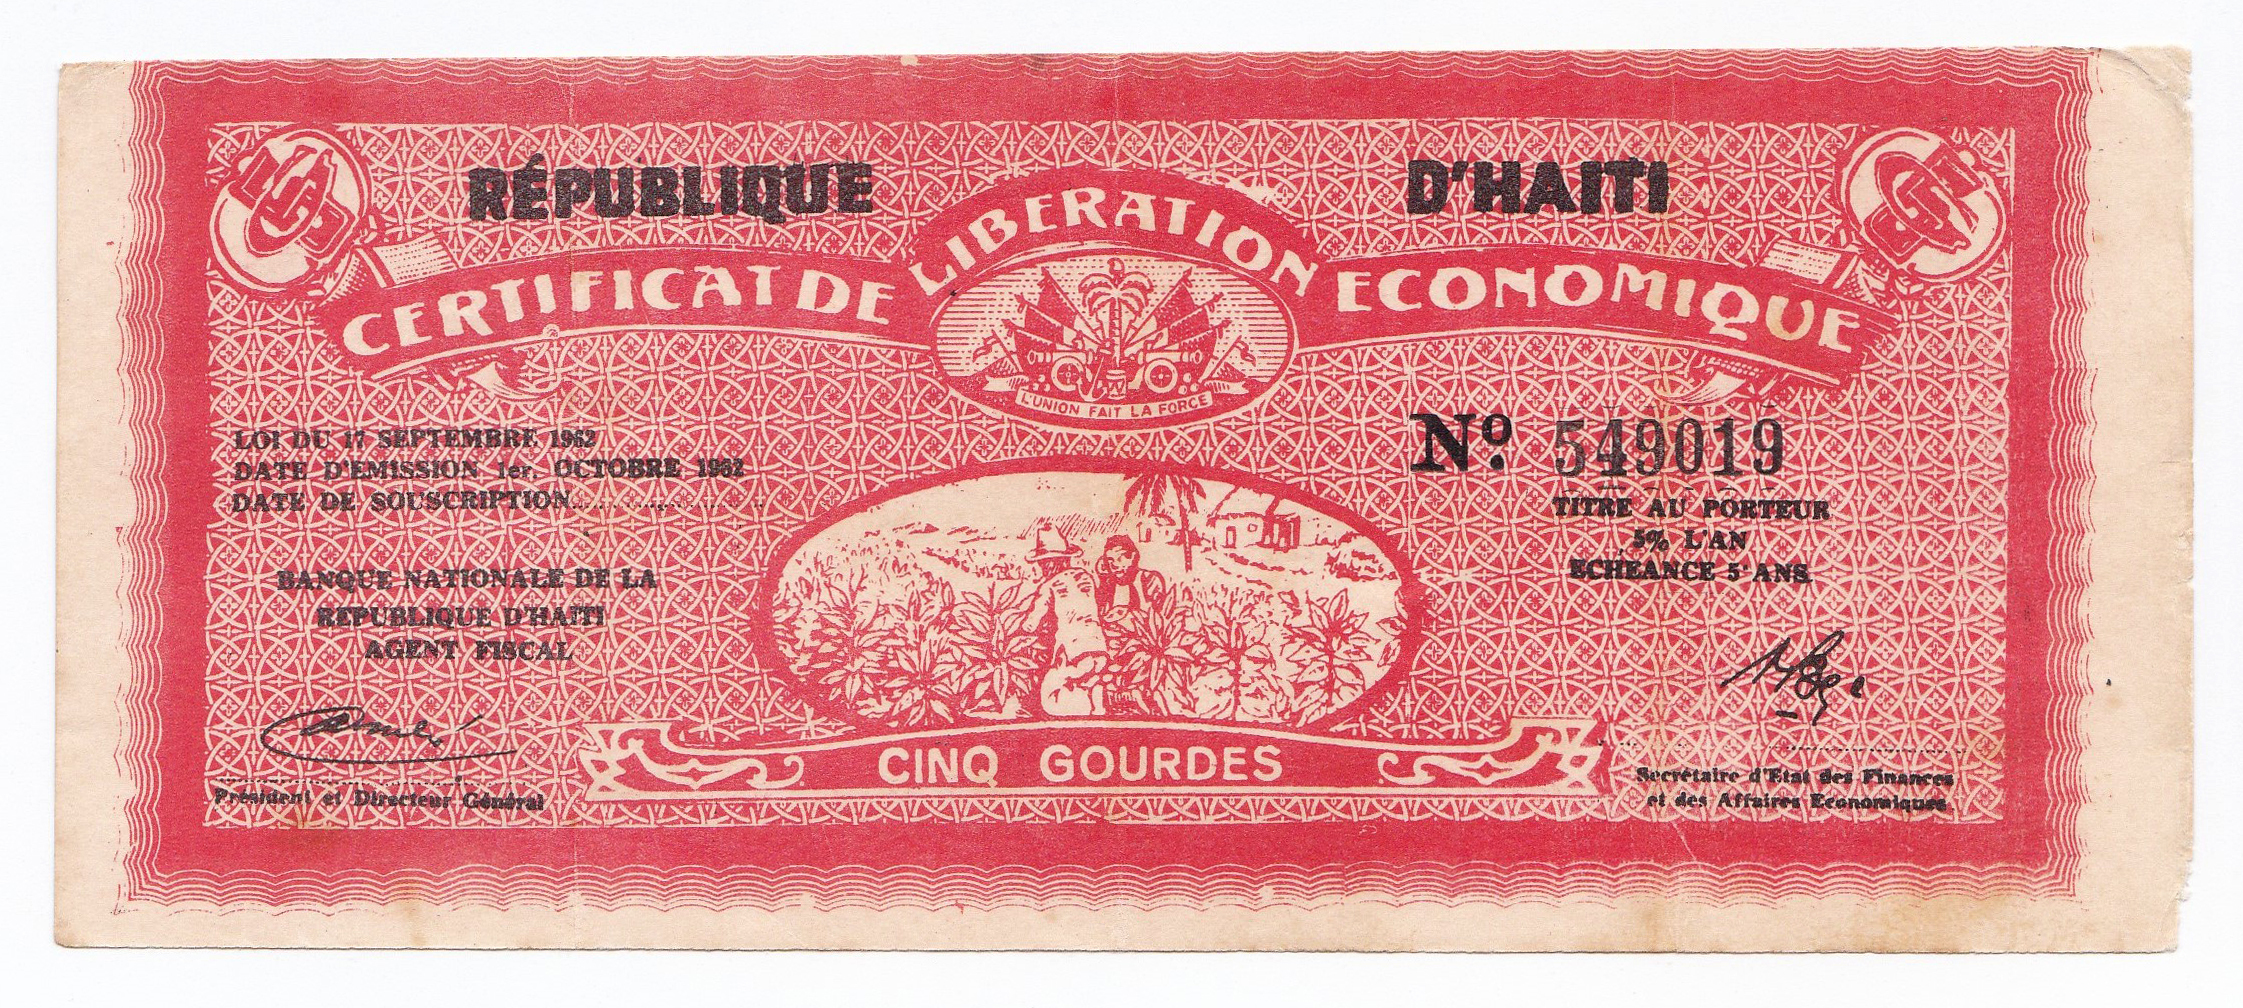 RÉPUBLIQUE D'HAITI
CERTIFICAT DE LIBERATION ECONOMIQUE
L'UNION FAIT LA FORCE
LOI DU 17 SEPTEMBRE 1962
DATE D'EMISSION 1er. OCTOBRE 1962
DATE DE SOUSCRIPTION
Nº. 549019
TITRE AU PORTEUR
5% L'AN
ECHÉANCE 5 ANS
BANQUE NATIONALE DE LA
REPUBLIQUE D'HAITI
AGENT FISCAL
Président et Directeur Général
CINQ GOURDES
Secrétaire d'Etat des Finances
et des Affaires Economiques